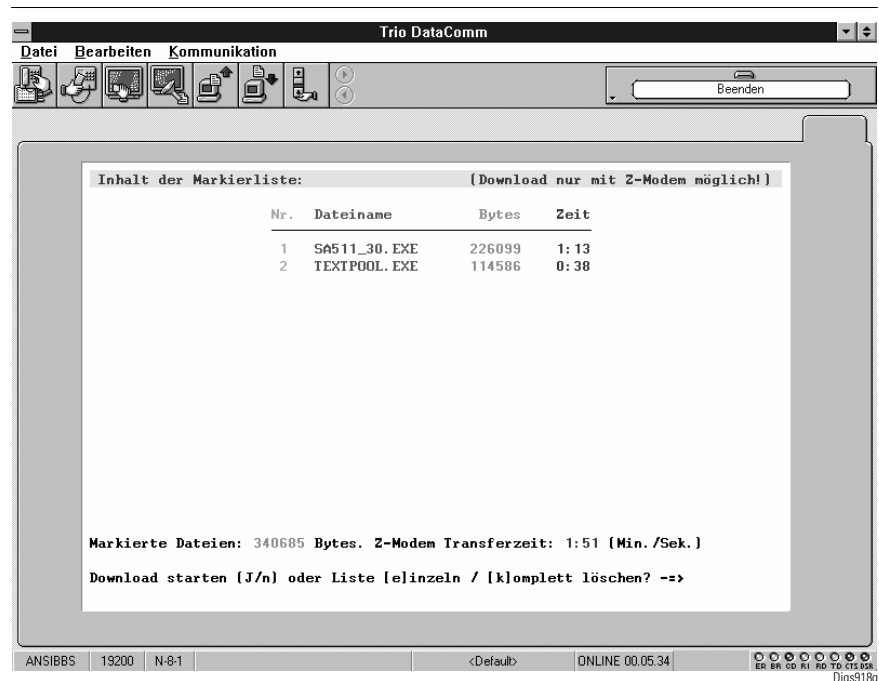 Trio DataComm
Datei Bearbeiten Kommunikation
Beenden
Inhalt der Markierliste: (Download nur mit Z-Modem möglich!)
Nr. Dateiname Bytes Zeit
1 SA511_30.EXE 226099 1:13
2 TEXTPOOL.EXE 114586 0:38
Markierte Dateien: 340685 Bytes. Z-Modem Transferzeit: 1:51 (Min./Sek.)
Download starten (J/n) oder Liste [e]inzeln / [k]omplett löschen? -=>
ANSIBBS 19200 N-8-1 <Default> ONLINE 00.05.34
ER BR CD RI RD TD CTS DSR
Digs918g